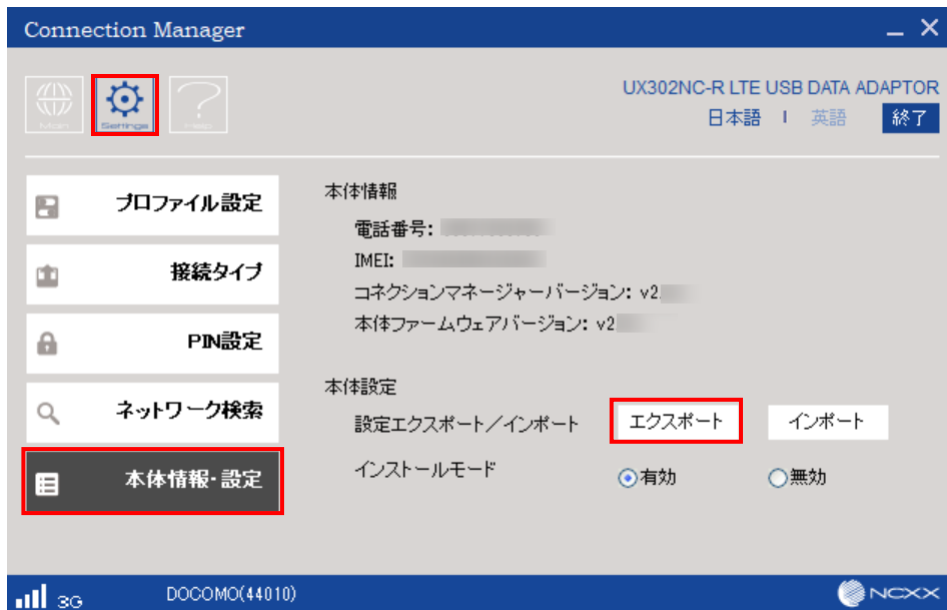 Connection Manager
Main
Settings
Help
UX302NC-R LTE USB DATA ADAPTOR
日本語 | 英語 終了
プロファイル設定
接続タイプ
PIN設定
ネットワーク検索
本体情報・設定
本体情報
電話番号:
IMEI:
コネクションマネージャーバージョン: v2
本体ファームウェアバージョン: v2
本体設定
設定エクスポート/インポート エクスポート インポート
インストールモード 有効 無効
3G DOCOMO(44010) NCXX